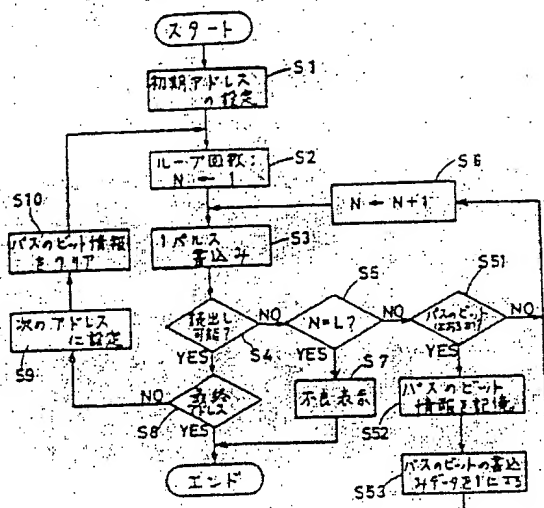 スタート
S1
初期アドレス
の設定
ループ回数:
N ← 1
S2
S6
N ← N+1
S10
パスのビット情報
をクリア
1パルス
書込み
S3
S5
S51
次のアドレス
に設定
S9
読出し
可能?
NO
S4
YES
N=L?
NO
YES
S7
パスのビット
はあるか?
NO
YES
最終
アドレス
NO
S8
YES
不良表示
パスのビット
情報を記憶
S52
エンド
パスのビットの書込
みデータを"1"にする
S53